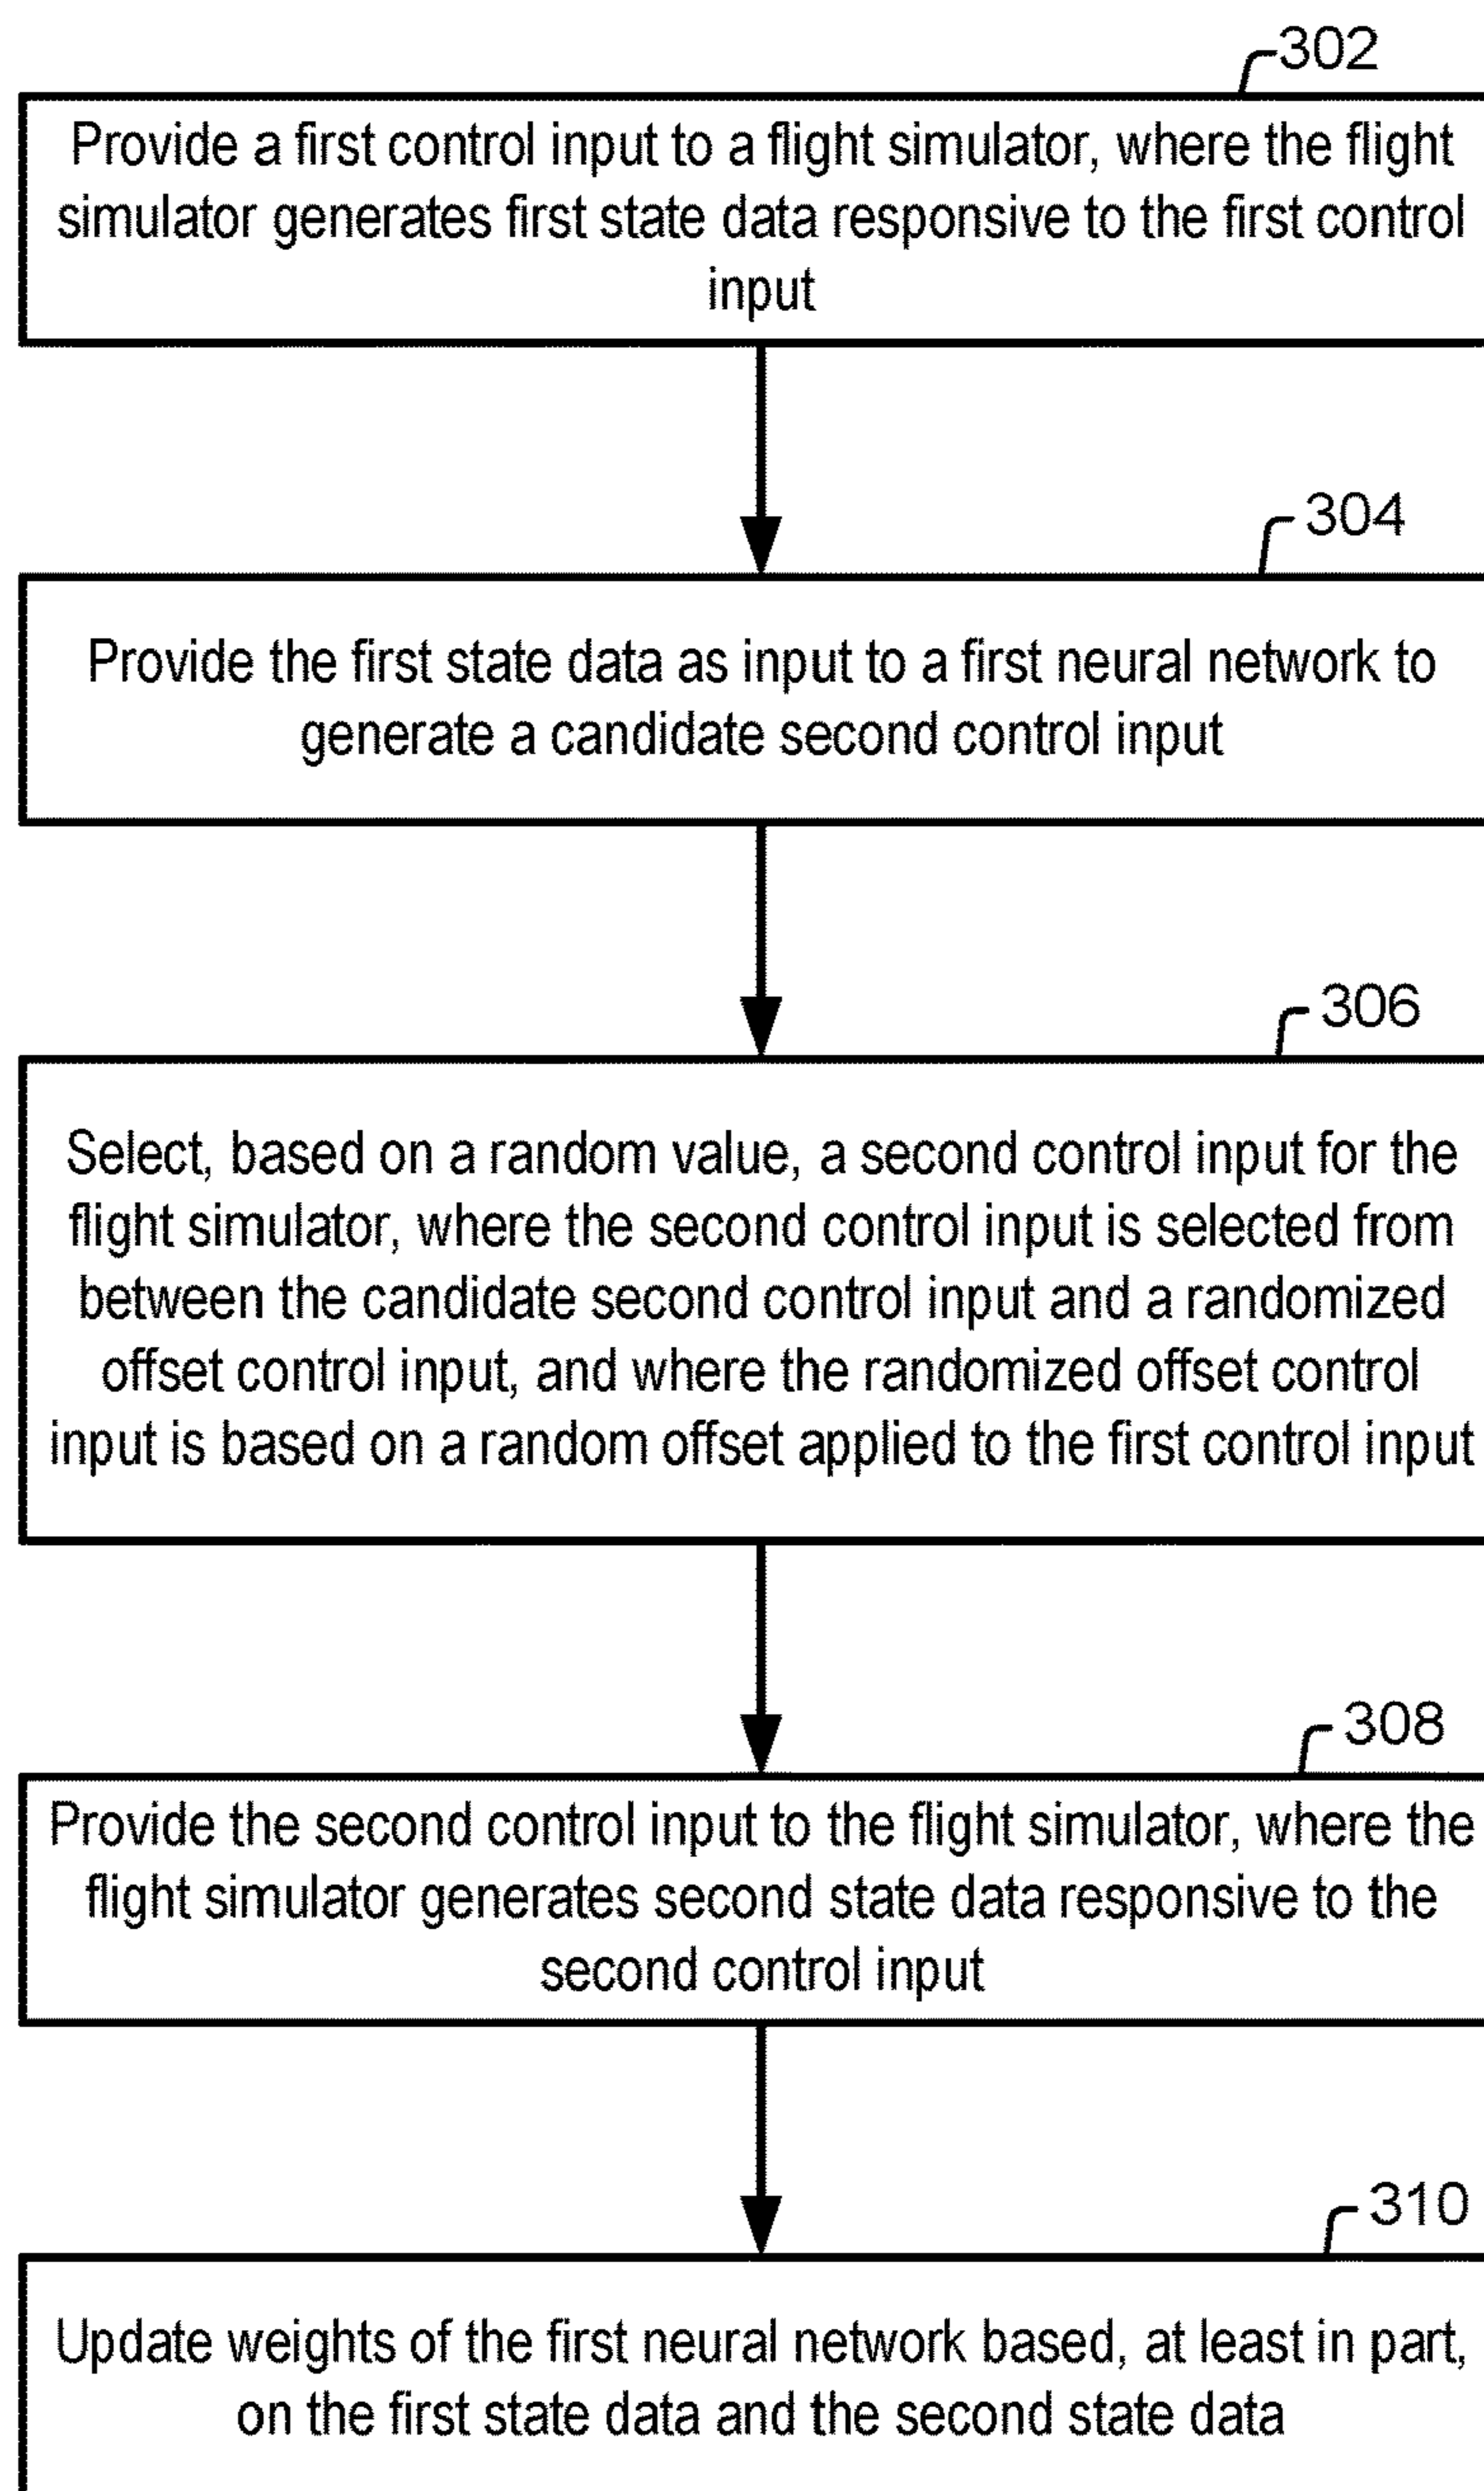 302
Provide a first control input to a flight simulator, where the flight
simulator generates first state data responsive to the first control
input
304
Provide the first state data as input to a first neural network to
generate a candidate second control input
306
Select, based on a random value, a second control input for the
flight simulator, where the second control input is selected from
between the candidate second control input and a randomized
offset control input, and where the randomized offset control
input is based on a random offset applied to the first control input
308
Provide the second control input to the flight simulator, where the
flight simulator generates second state data responsive to the
second control input
310
Update weights of the first neural network based, at least in part,
on the first state data and the second state data